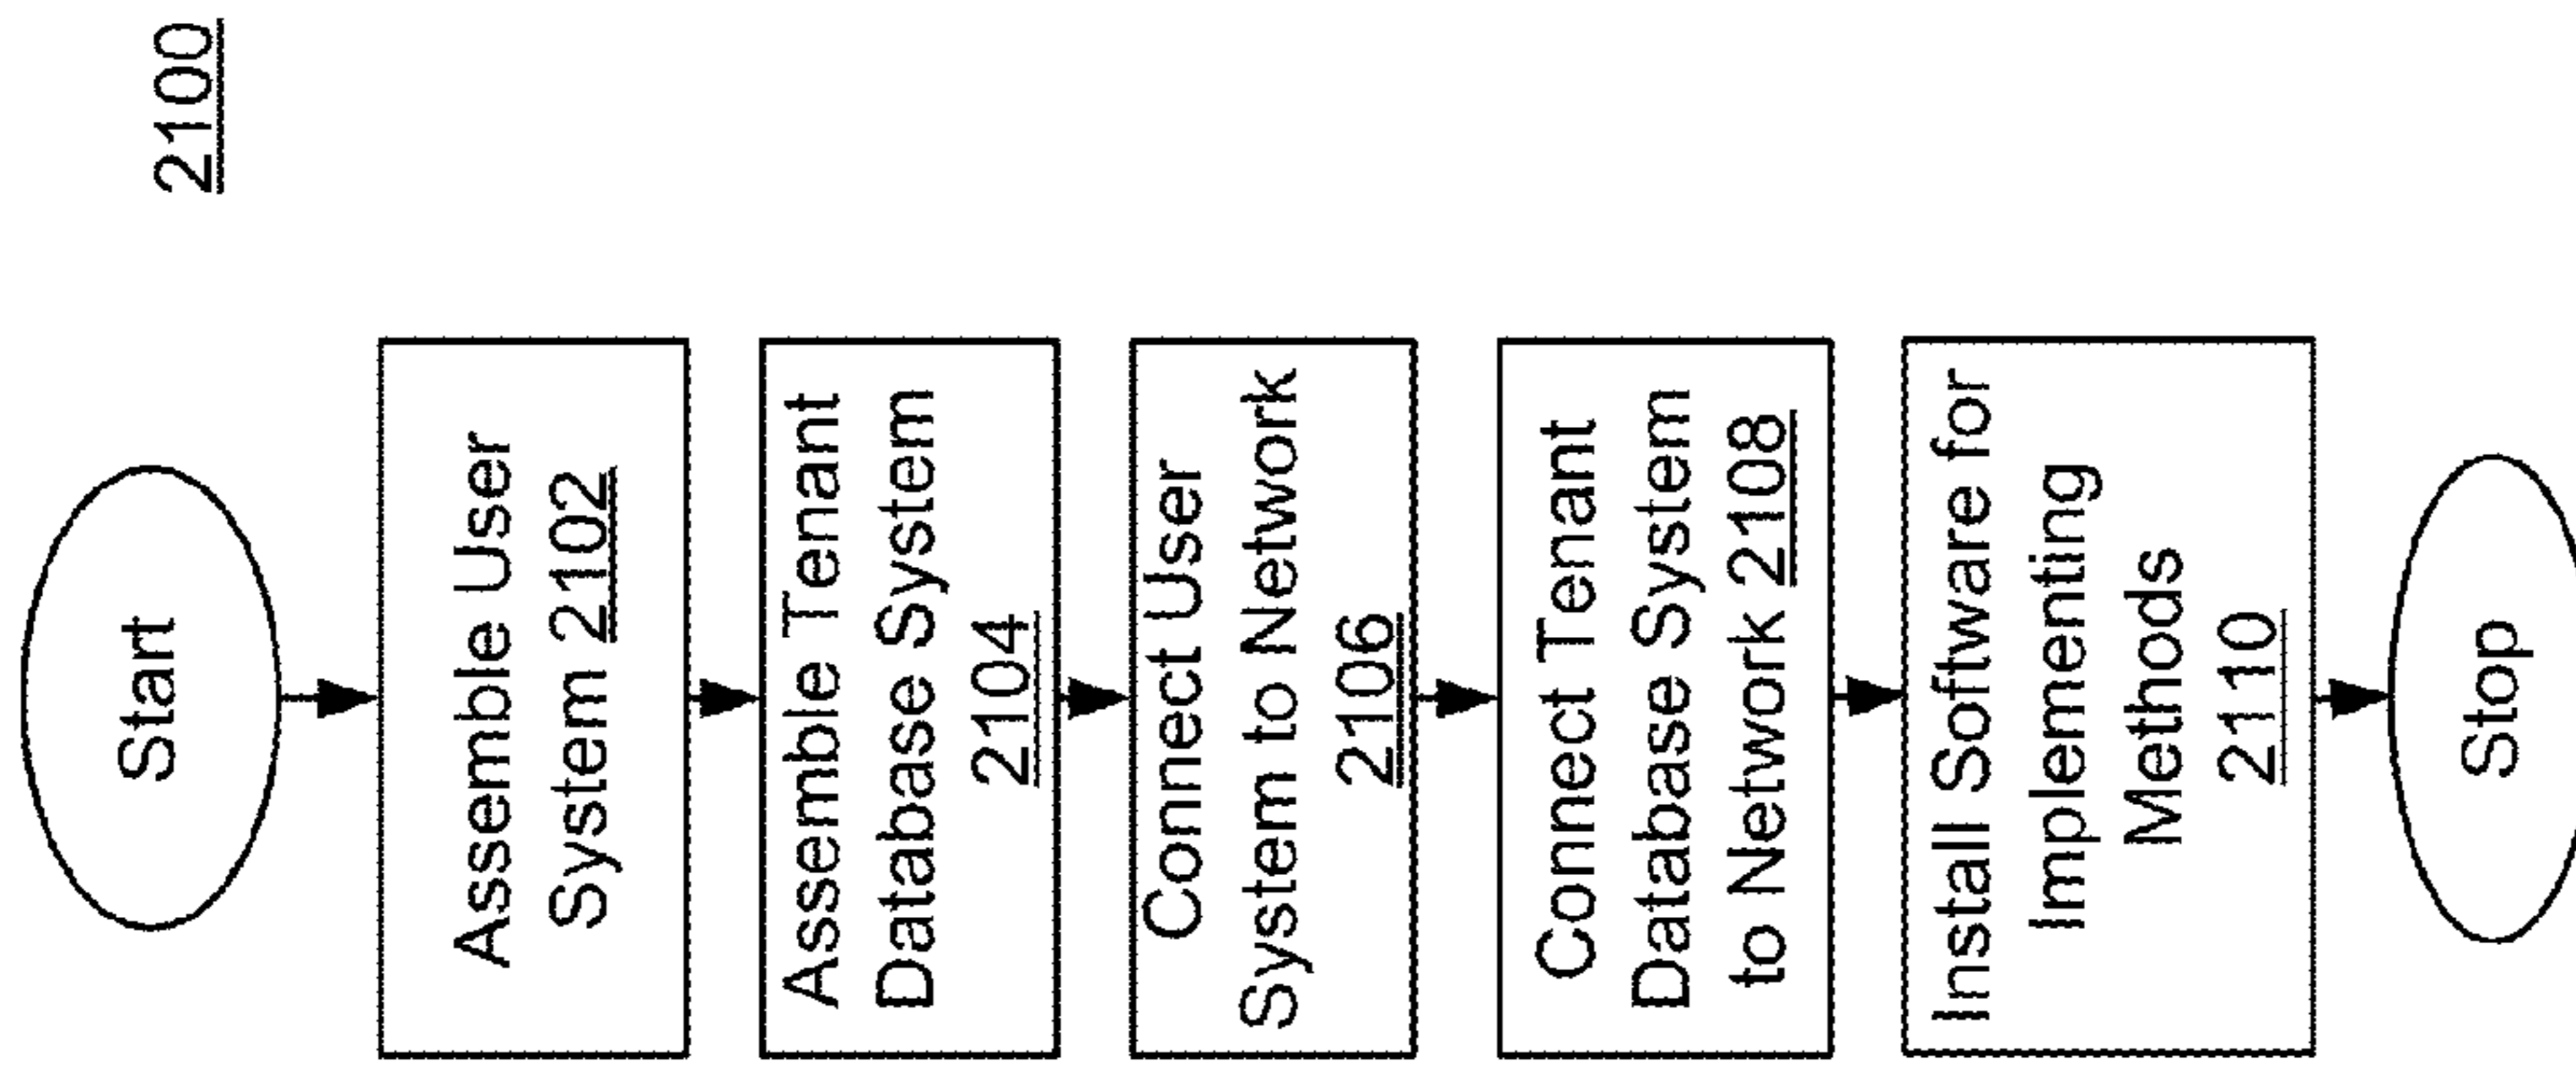 2100
Start
Assemble User
System 2102
Assemble Tenant
Database System
2104
Connect User
System to Network
2106
Connect Tenant
Database System
to Network 2108
Install Software for
Implementing
Methods
2110
Stop